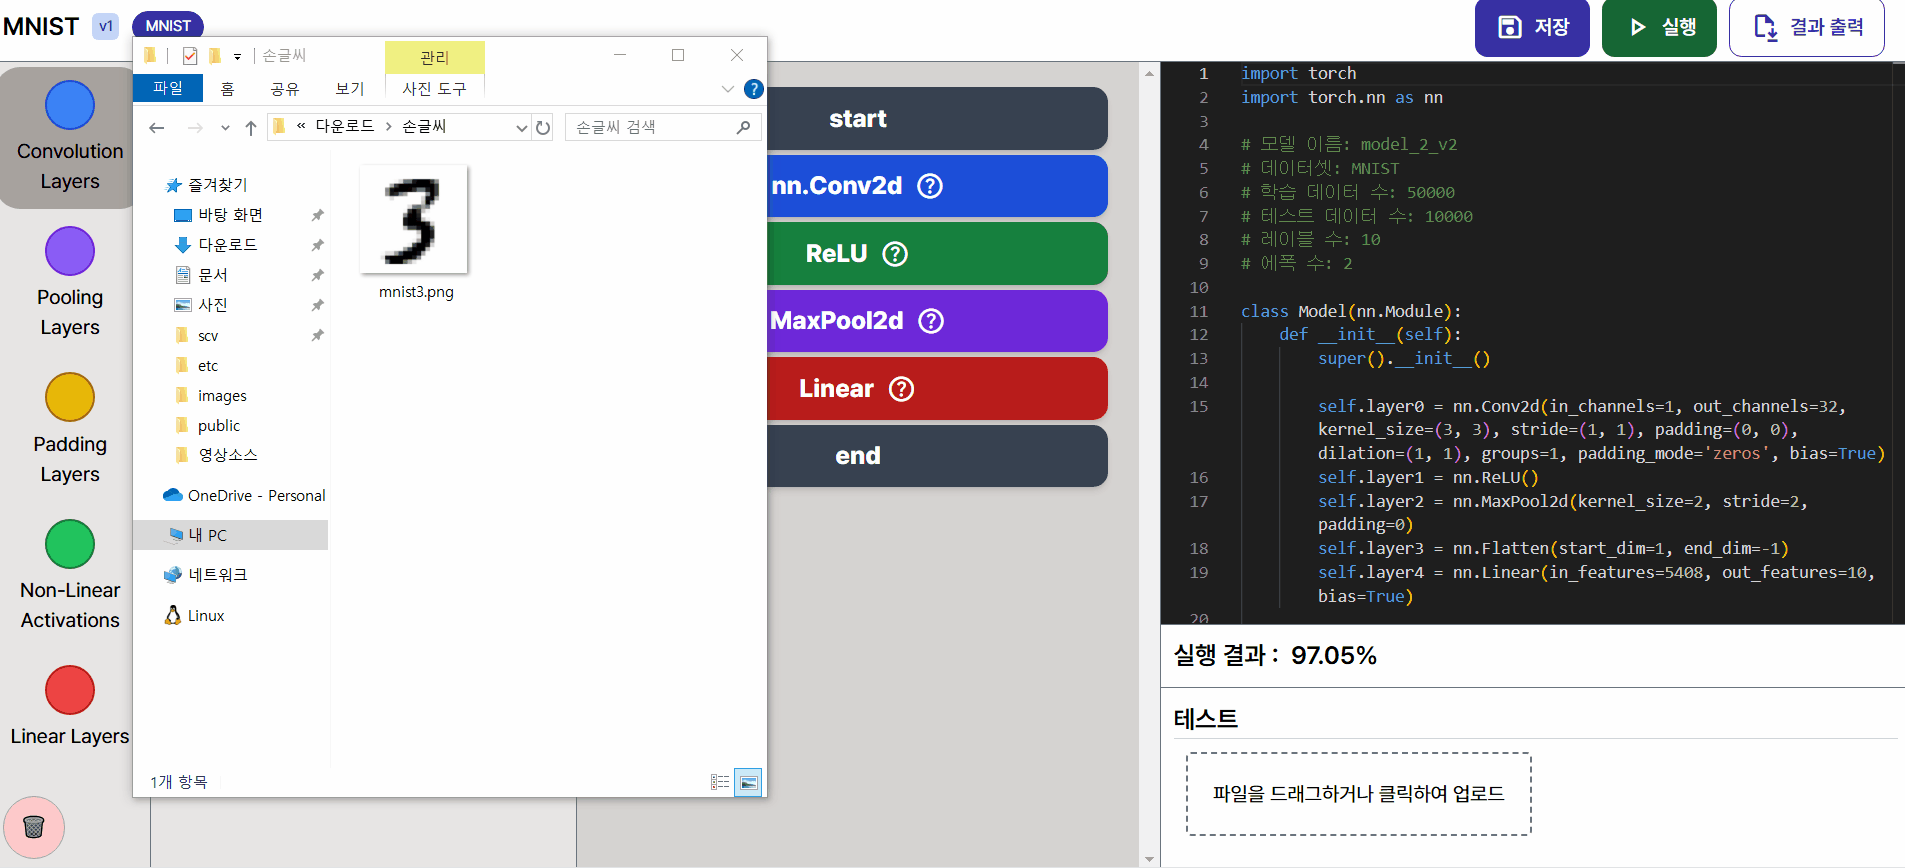 MNIST v1 MNIST
저장 실행 결과 출력
손글씨 관리
파일 홈 공유 보기 사진 도구
« 다운로드 > 손글씨
손글씨 검색
Convolution
Layers
Pooling
Layers
Padding
Layers
Non-Linear
Activations
Linear Layers
즐겨찾기
바탕 화면
다운로드
문서
사진
scv
etc
images
public
영상소스
OneDrive - Personal
내 PC
네트워크
Linux
3
mnist3.png
1개 항목
start
nn.Conv2d ?
ReLU ?
MaxPool2d ?
Linear ?
end
1 import torch
2 import torch.nn as nn
3
4 # 모델 이름: model_2_v2
5 # 데이터셋: MNIST
6 # 학습 데이터 수: 50000
7 # 테스트 데이터 수: 10000
8 # 레이블 수: 10
9 # 에폭 수: 2
10
11 class Model(nn.Module):
12 def __init__(self):
13 super().__init__()
14
15 self.layer0 = nn.Conv2d(in_channels=1, out_channels=32,
kernel_size=(3, 3), stride=(1, 1), padding=(0, 0),
dilation=(1, 1), groups=1, padding_mode='zeros', bias=True)
16 self.layer1 = nn.ReLU()
17 self.layer2 = nn.MaxPool2d(kernel_size=2, stride=2,
padding=0)
18 self.layer3 = nn.Flatten(start_dim=1, end_dim=-1)
19 self.layer4 = nn.Linear(in_features=5408, out_features=10,
bias=True)
20
실행 결과 : 97.05%
테스트
파일을 드래그하거나 클릭하여 업로드